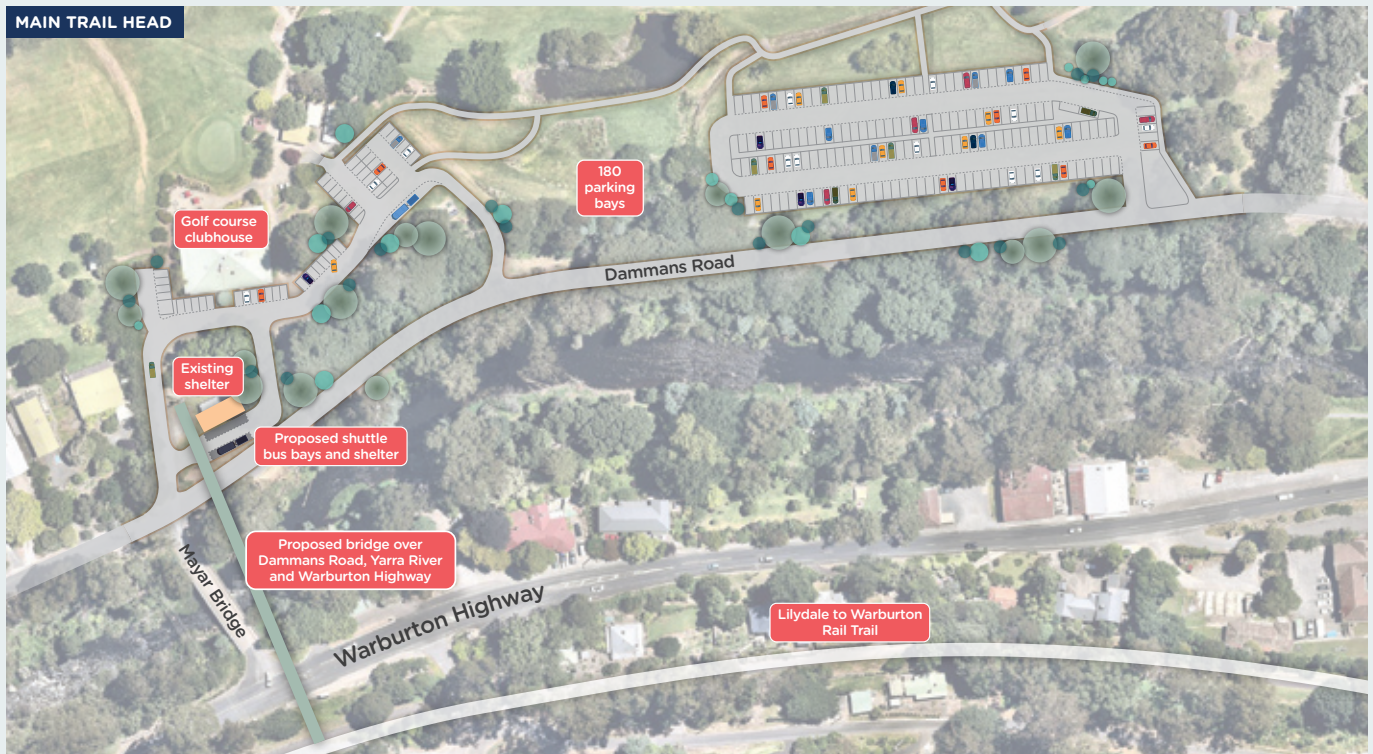 MAIN TRAIL HEAD
180
parking
bays
Golf course
clubhouse
Dammans Road
Existing
shelter
Proposed shuttle
bus bays and shelter
Proposed bridge over
Dammans Road, Yarra River
and Warburton Highway
Mayar Bridge
Warburton Highway
Lilydale to Warburton
Rail Trail